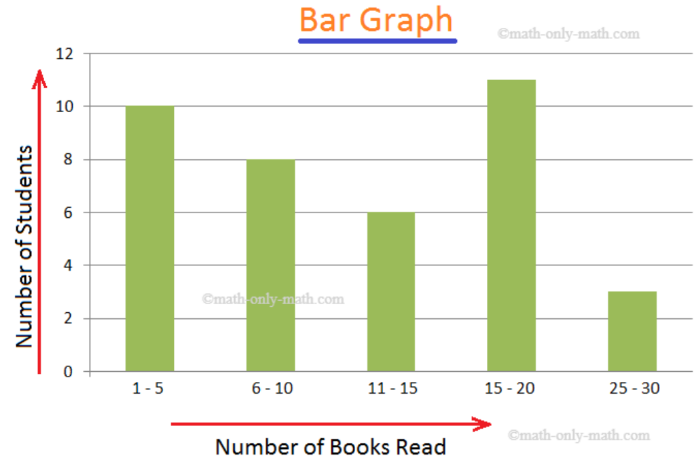 Bar Graph
©math-only-math.com
12
10
8
6
4
2
0
Number of Students
©math-only-math.com
1 - 5
6 - 10
11 - 15
15 - 20
25 - 30
Number of Books Read
©math-only-math.com